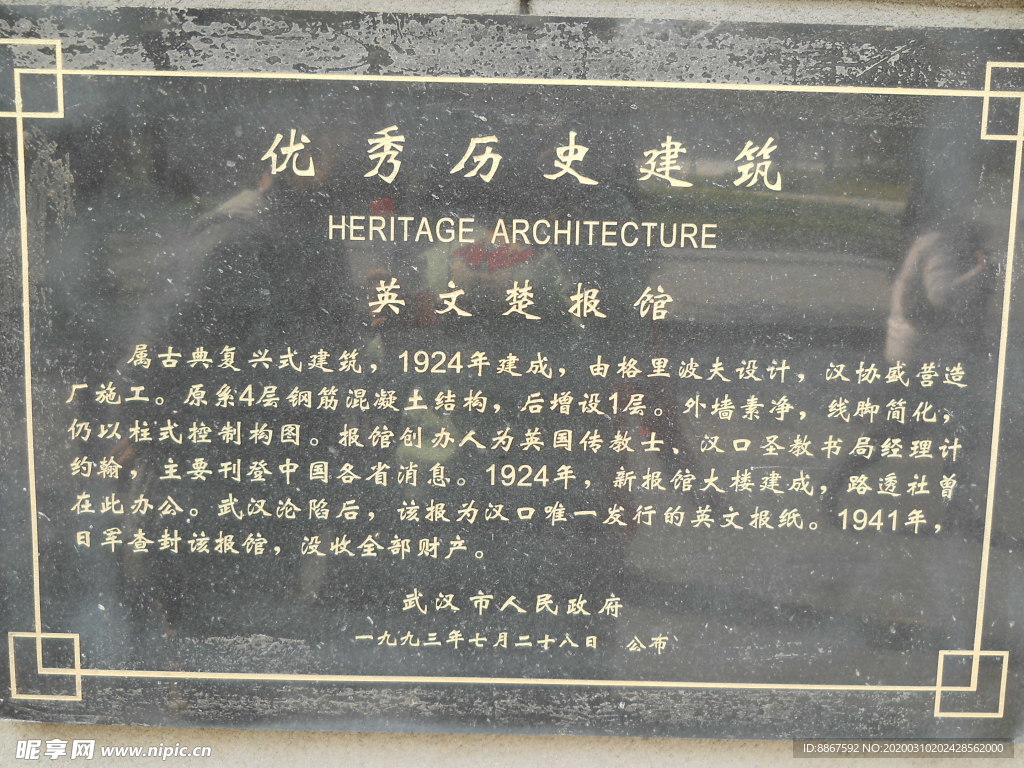 优秀历史建筑
HERITAGE ARCHITECTURE
英文楚报馆
属古典复兴式建筑，1924年建成，由格里波夫设计，汉协盛营造
厂施工。原系4层钢筋混凝土结构，后增设1层。外墙素净，线脚简化，
仍以柱式控制构图。报馆创办人为英国传教士、汉口圣教书局经理计
约翰，主要刊登中国各省消息。1924年，新报馆大楼建成，路透社曾
在此办公。武汉沦陷后，该报为汉口唯一发行的英文报纸。1941年，
日军查封该报馆，没收全部财产。
武汉市人民政府
一九九三年七月二十八日 公布
昵享网 www.nipic.cn
ID:8867592 NO:20200310202428562000